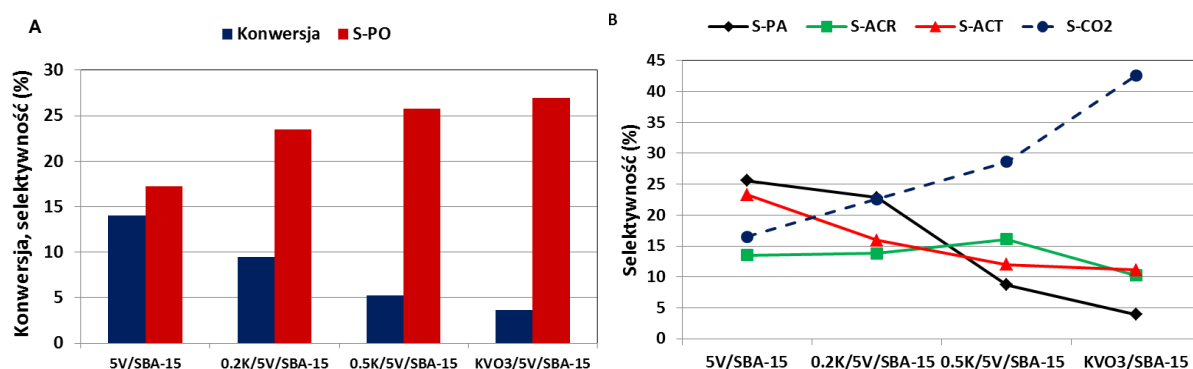 A
Konwersja S-PO
Konwersja, selektywność (%)
30
25
20
15
10
5
0
5V/SBA-15 0.2K/5V/SBA-15 0.5K/5V/SBA-15 KVO3/5V/SBA-15
B
S-PA S-ACR S-ACT S-CO2
Selektywność (%)
45
40
35
30
25
20
15
10
5
0
5V/SBA-15 0.2K/5V/SBA-15 0.5K/5V/SBA-15 KVO3/SBA-15